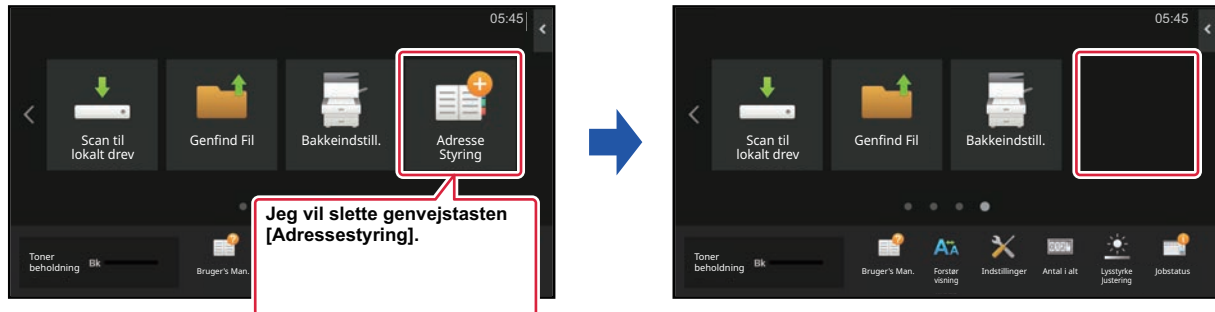 05:45
Scan til
lokalt drev
Genfind Fil
Bakkeindstill.
Adresse
Styring
Jeg vil slette genvejstasten
[Adressestyring].
Toner
beholdning
Bk
Bruger's Man.
05:45
Scan til
lokalt drev
Genfind Fil
Bakkeindstill.
Toner
beholdning
Bk
Bruger's Man.
Forstør
visning
Indstillinger
Antal i alt
Lysstyrke
Justering
Jobstatus